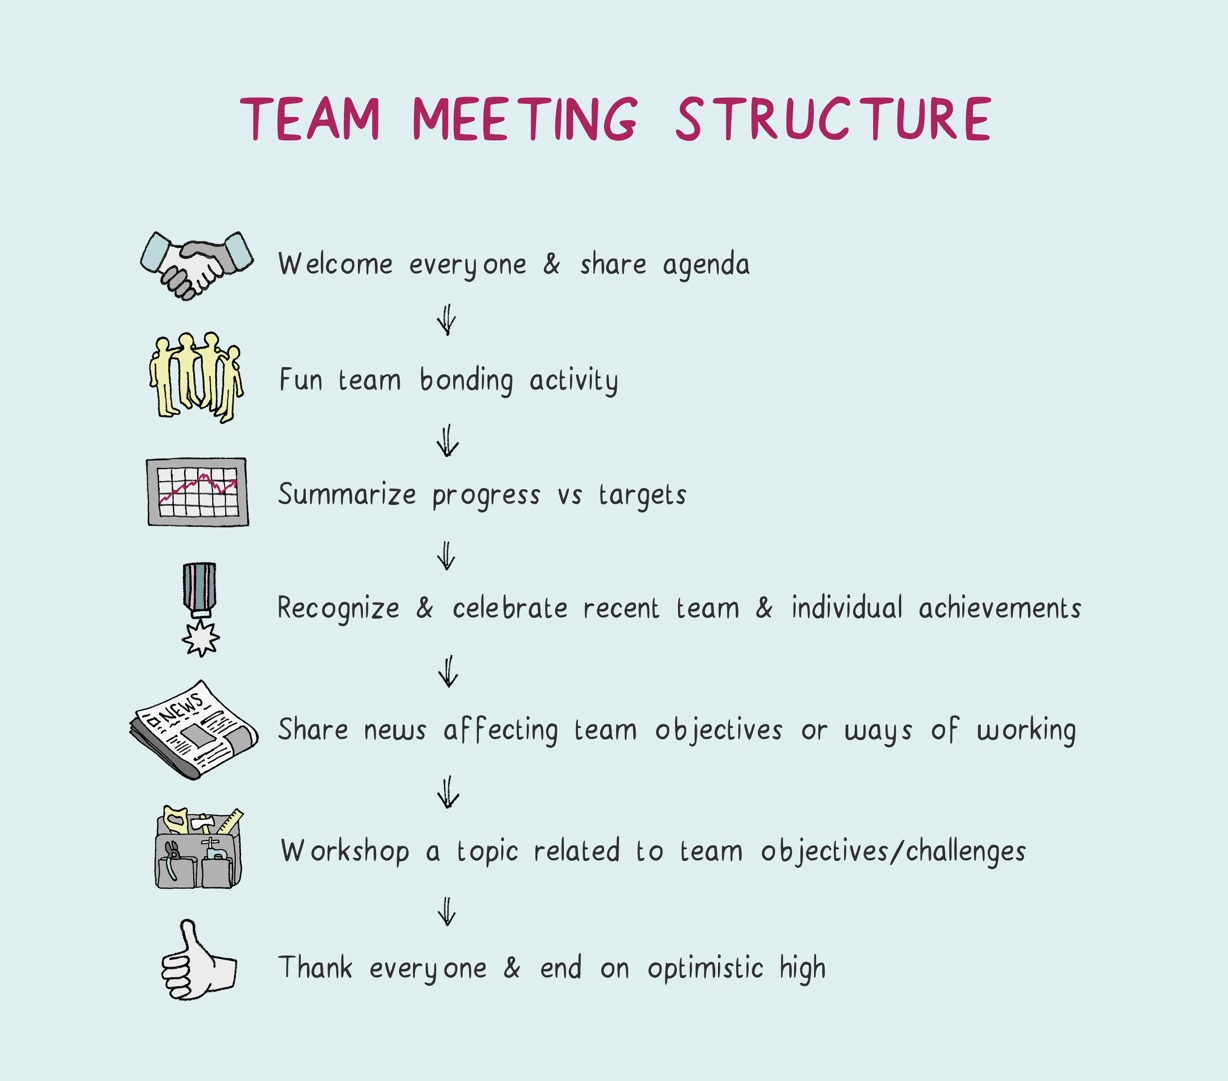 TEAM MEETING STRUCTURE
Welcome everyone & share agenda
Fun team bonding activity
Summarize progress vs targets
Recognize & celebrate recent team & individual achievements
NEWS
Share news affecting team objectives or ways of working
Workshop a topic related to team objectives/challenges
Thank everyone & end on optimistic high